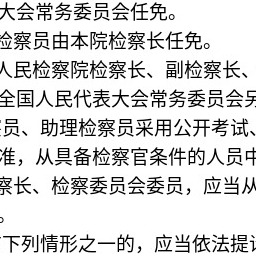 大会常务委员会任免。
检察员由本院检察长任免。
人民检察院检察长、副检察长、
全国人民代表大会常务委员会另
员、助理检察员采用公开考试、
准，从具备检察官条件的人员中
察长、检察委员会委员，应当从
。
下列情形之一的，应当依法提